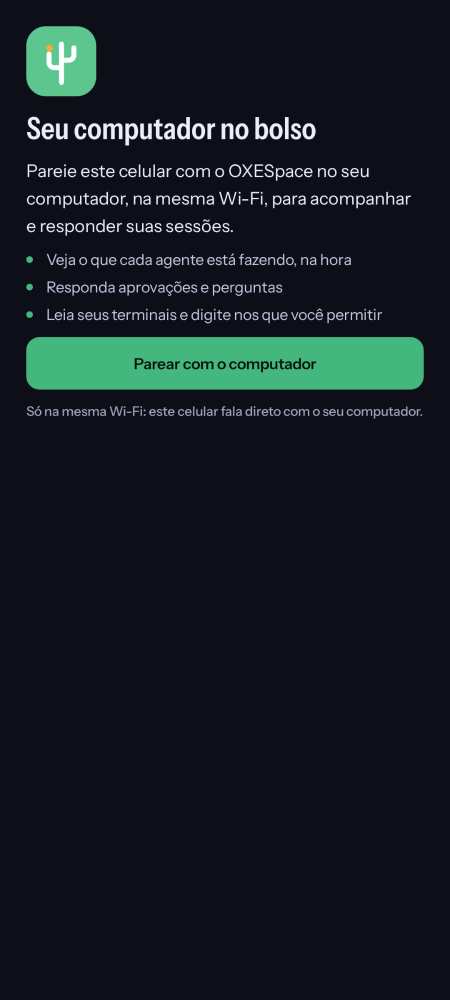 Seu computador no bolso
Pareie este celular com o OXESpace no seu
computador, na mesma Wi-Fi, para acompanhar
e responder suas sessões.
Veja o que cada agente está fazendo, na hora
Responda aprovações e perguntas
Leia seus terminais e digite nos que você permitir
Parear com o computador
Só na mesma Wi-Fi: este celular fala direto com o seu computador.